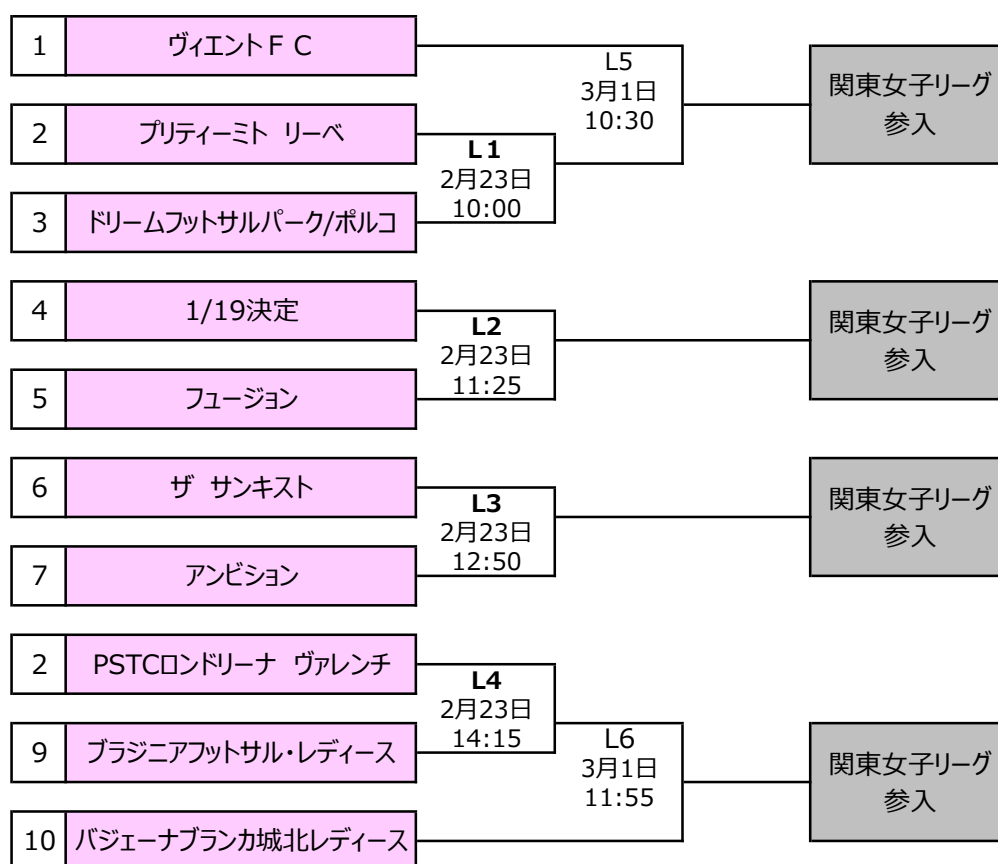 1 ヴィエントＦＣ
L5
3月1日
10:30
関東女子リーグ
参入
2 プリティーミト リーベ
L1
2月23日
10:00
3 ドリームフットサルパーク/ポルコ
4 1/19決定
L2
2月23日
11:25
関東女子リーグ
参入
5 フュージョン
6 ザ サンキスト
L3
2月23日
12:50
関東女子リーグ
参入
7 アンビション
2 PSTCロンドリーナ ヴァレンチ
L4
2月23日
14:15
9 ブラジニアフットサル・レディース
L6
3月1日
11:55
関東女子リーグ
参入
10 バジェーナブランカ城北レディース